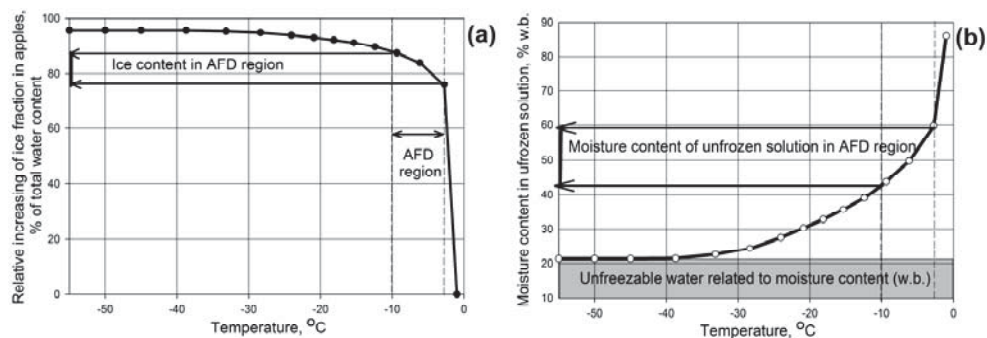 Relative increasing of ice fraction in apples,
% of total water content
100
80
60
40
20
0
(a)
Ice content in AFD region
AFD
region
-50
-40
-30
-20
-10
0
Temperature, °C
Moisture content in ufrozen solution, % w.b.
90
80
70
60
50
40
30
20
10
(b)
Moisture content of unfrozen solution in AFD region
Unfreezable water related to moisture content (w.b.)
-50
-40
-30
-20
-10
0
Temperature, °C